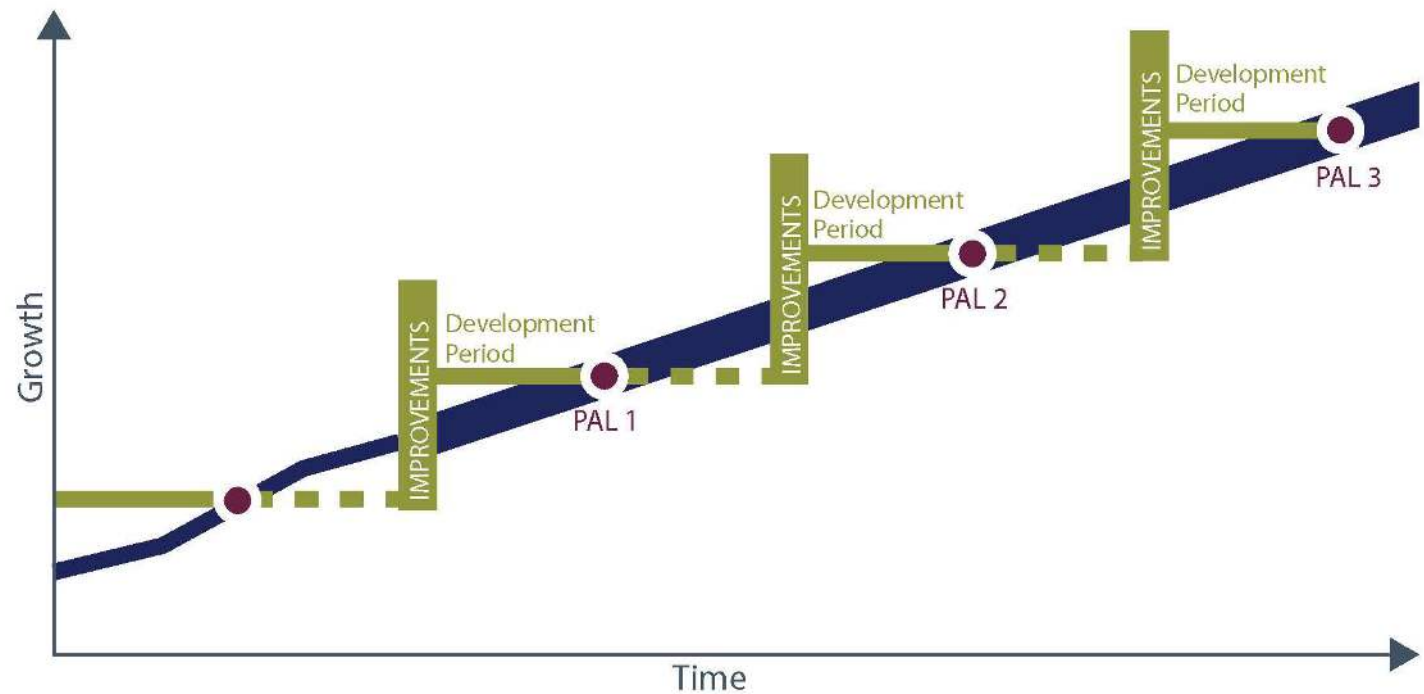 IMPROVEMENTS
Development
Period
PAL 3
IMPROVEMENTS
Development
Period
PAL 2
IMPROVEMENTS
Development
Period
PAL 1
Growth
Time